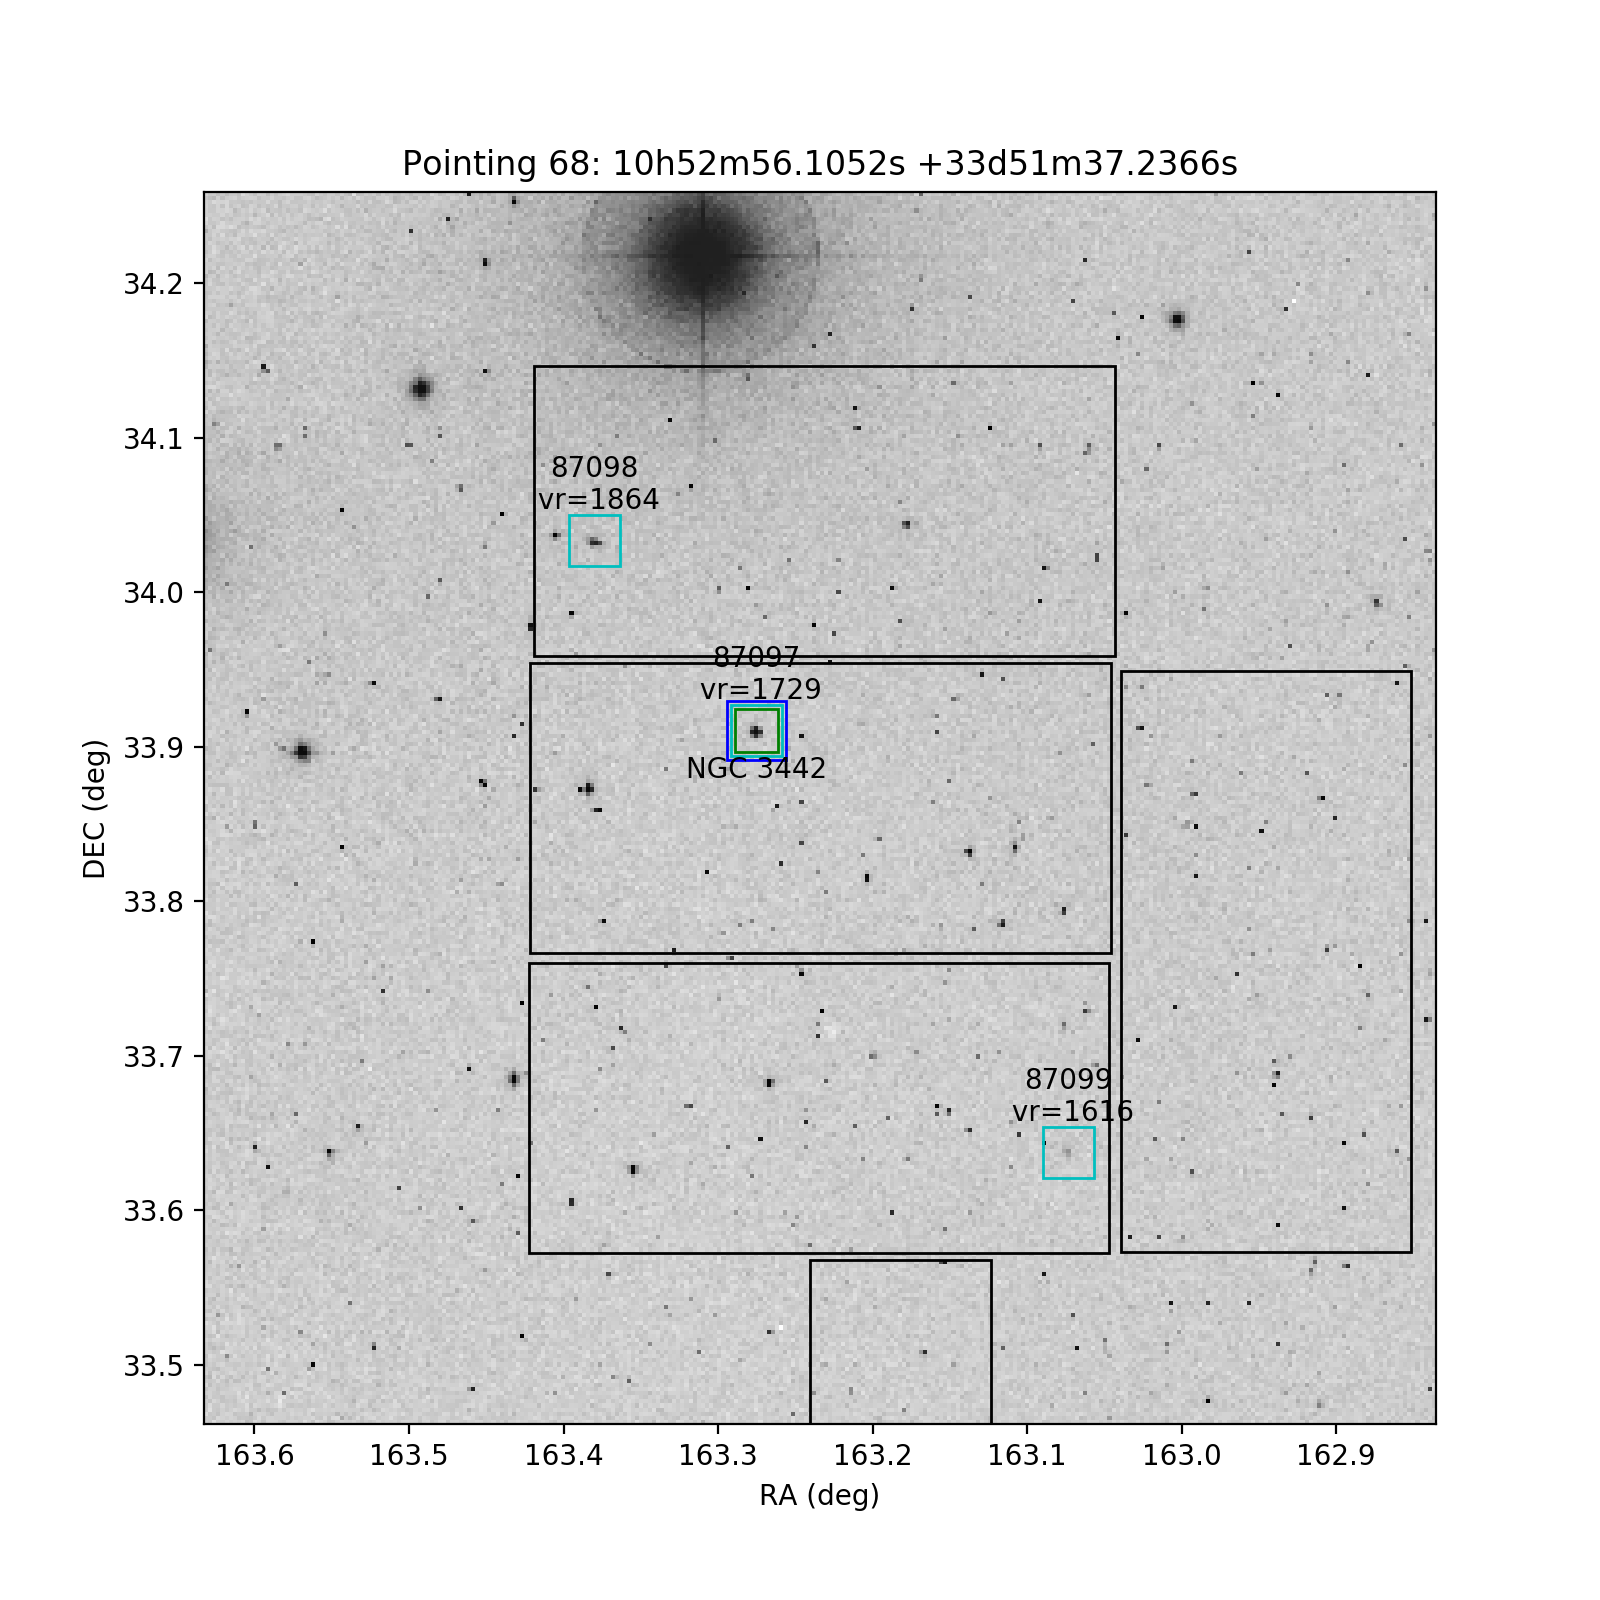 Pointing 68: 10h52m56.1052s +33d51m37.2366s
34.2
34.1
87098
vr=1864
34.0
87097
vr=1729
33.9
NGC 3442
DEC (deg)
33.8
33.7
87099
vr=1616
33.6
33.5
163.6 163.5 163.4 163.3 163.2 163.1 163.0 162.9
RA (deg)